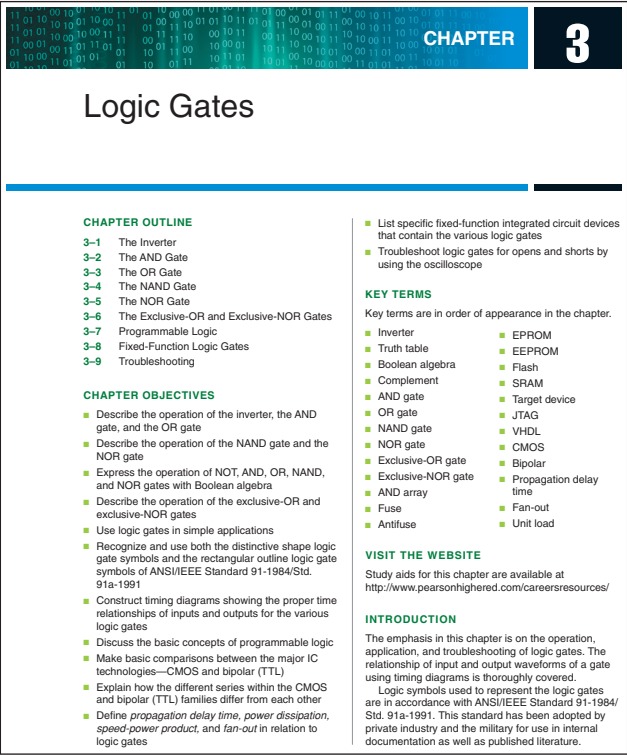 CHAPTER 3
Logic Gates
CHAPTER OUTLINE
3–1 The Inverter
3–2 The AND Gate
3–3 The OR Gate
3–4 The NAND Gate
3–5 The NOR Gate
3–6 The Exclusive-OR and Exclusive-NOR Gates
3–7 Programmable Logic
3–8 Fixed-Function Logic Gates
3–9 Troubleshooting
CHAPTER OBJECTIVES
■ Describe the operation of the inverter, the AND
gate, and the OR gate
■ Describe the operation of the NAND gate and the
NOR gate
■ Express the operation of NOT, AND, OR, NAND,
and NOR gates with Boolean algebra
■ Describe the operation of the exclusive-OR and
exclusive-NOR gates
■ Use logic gates in simple applications
■ Recognize and use both the distinctive shape logic
gate symbols and the rectangular outline logic gate
symbols of ANSI/IEEE Standard 91-1984/Std.
91a-1991
■ Construct timing diagrams showing the proper time
relationships of inputs and outputs for the various
logic gates
■ Discuss the basic concepts of programmable logic
■ Make basic comparisons between the major IC
technologies—CMOS and bipolar (TTL)
■ Explain how the different series within the CMOS
and bipolar (TTL) families differ from each other
■ Define propagation delay time, power dissipation,
speed-power product, and fan-out in relation to
logic gates
■ List specific fixed-function integrated circuit devices
that contain the various logic gates
■ Troubleshoot logic gates for opens and shorts by
using the oscilloscope
KEY TERMS
Key terms are in order of appearance in the chapter.
■ Inverter
■ Truth table
■ Boolean algebra
■ Complement
■ AND gate
■ OR gate
■ NAND gate
■ NOR gate
■ Exclusive-OR gate
■ Exclusive-NOR gate
■ AND array
■ Fuse
■ Antifuse
■ EPROM
■ EEPROM
■ Flash
■ SRAM
■ Target device
■ JTAG
■ VHDL
■ CMOS
■ Bipolar
■ Propagation delay
time
■ Fan-out
■ Unit load
VISIT THE WEBSITE
Study aids for this chapter are available at
http://www.pearsonhighered.com/careersresources/
INTRODUCTION
The emphasis in this chapter is on the operation,
application, and troubleshooting of logic gates. The
relationship of input and output waveforms of a gate
using timing diagrams is thoroughly covered.
Logic symbols used to represent the logic gates
are in accordance with ANSI/IEEE Standard 91-1984/
Std. 91a-1991. This standard has been adopted by
private industry and the military for use in internal
documentation as well as published literature.